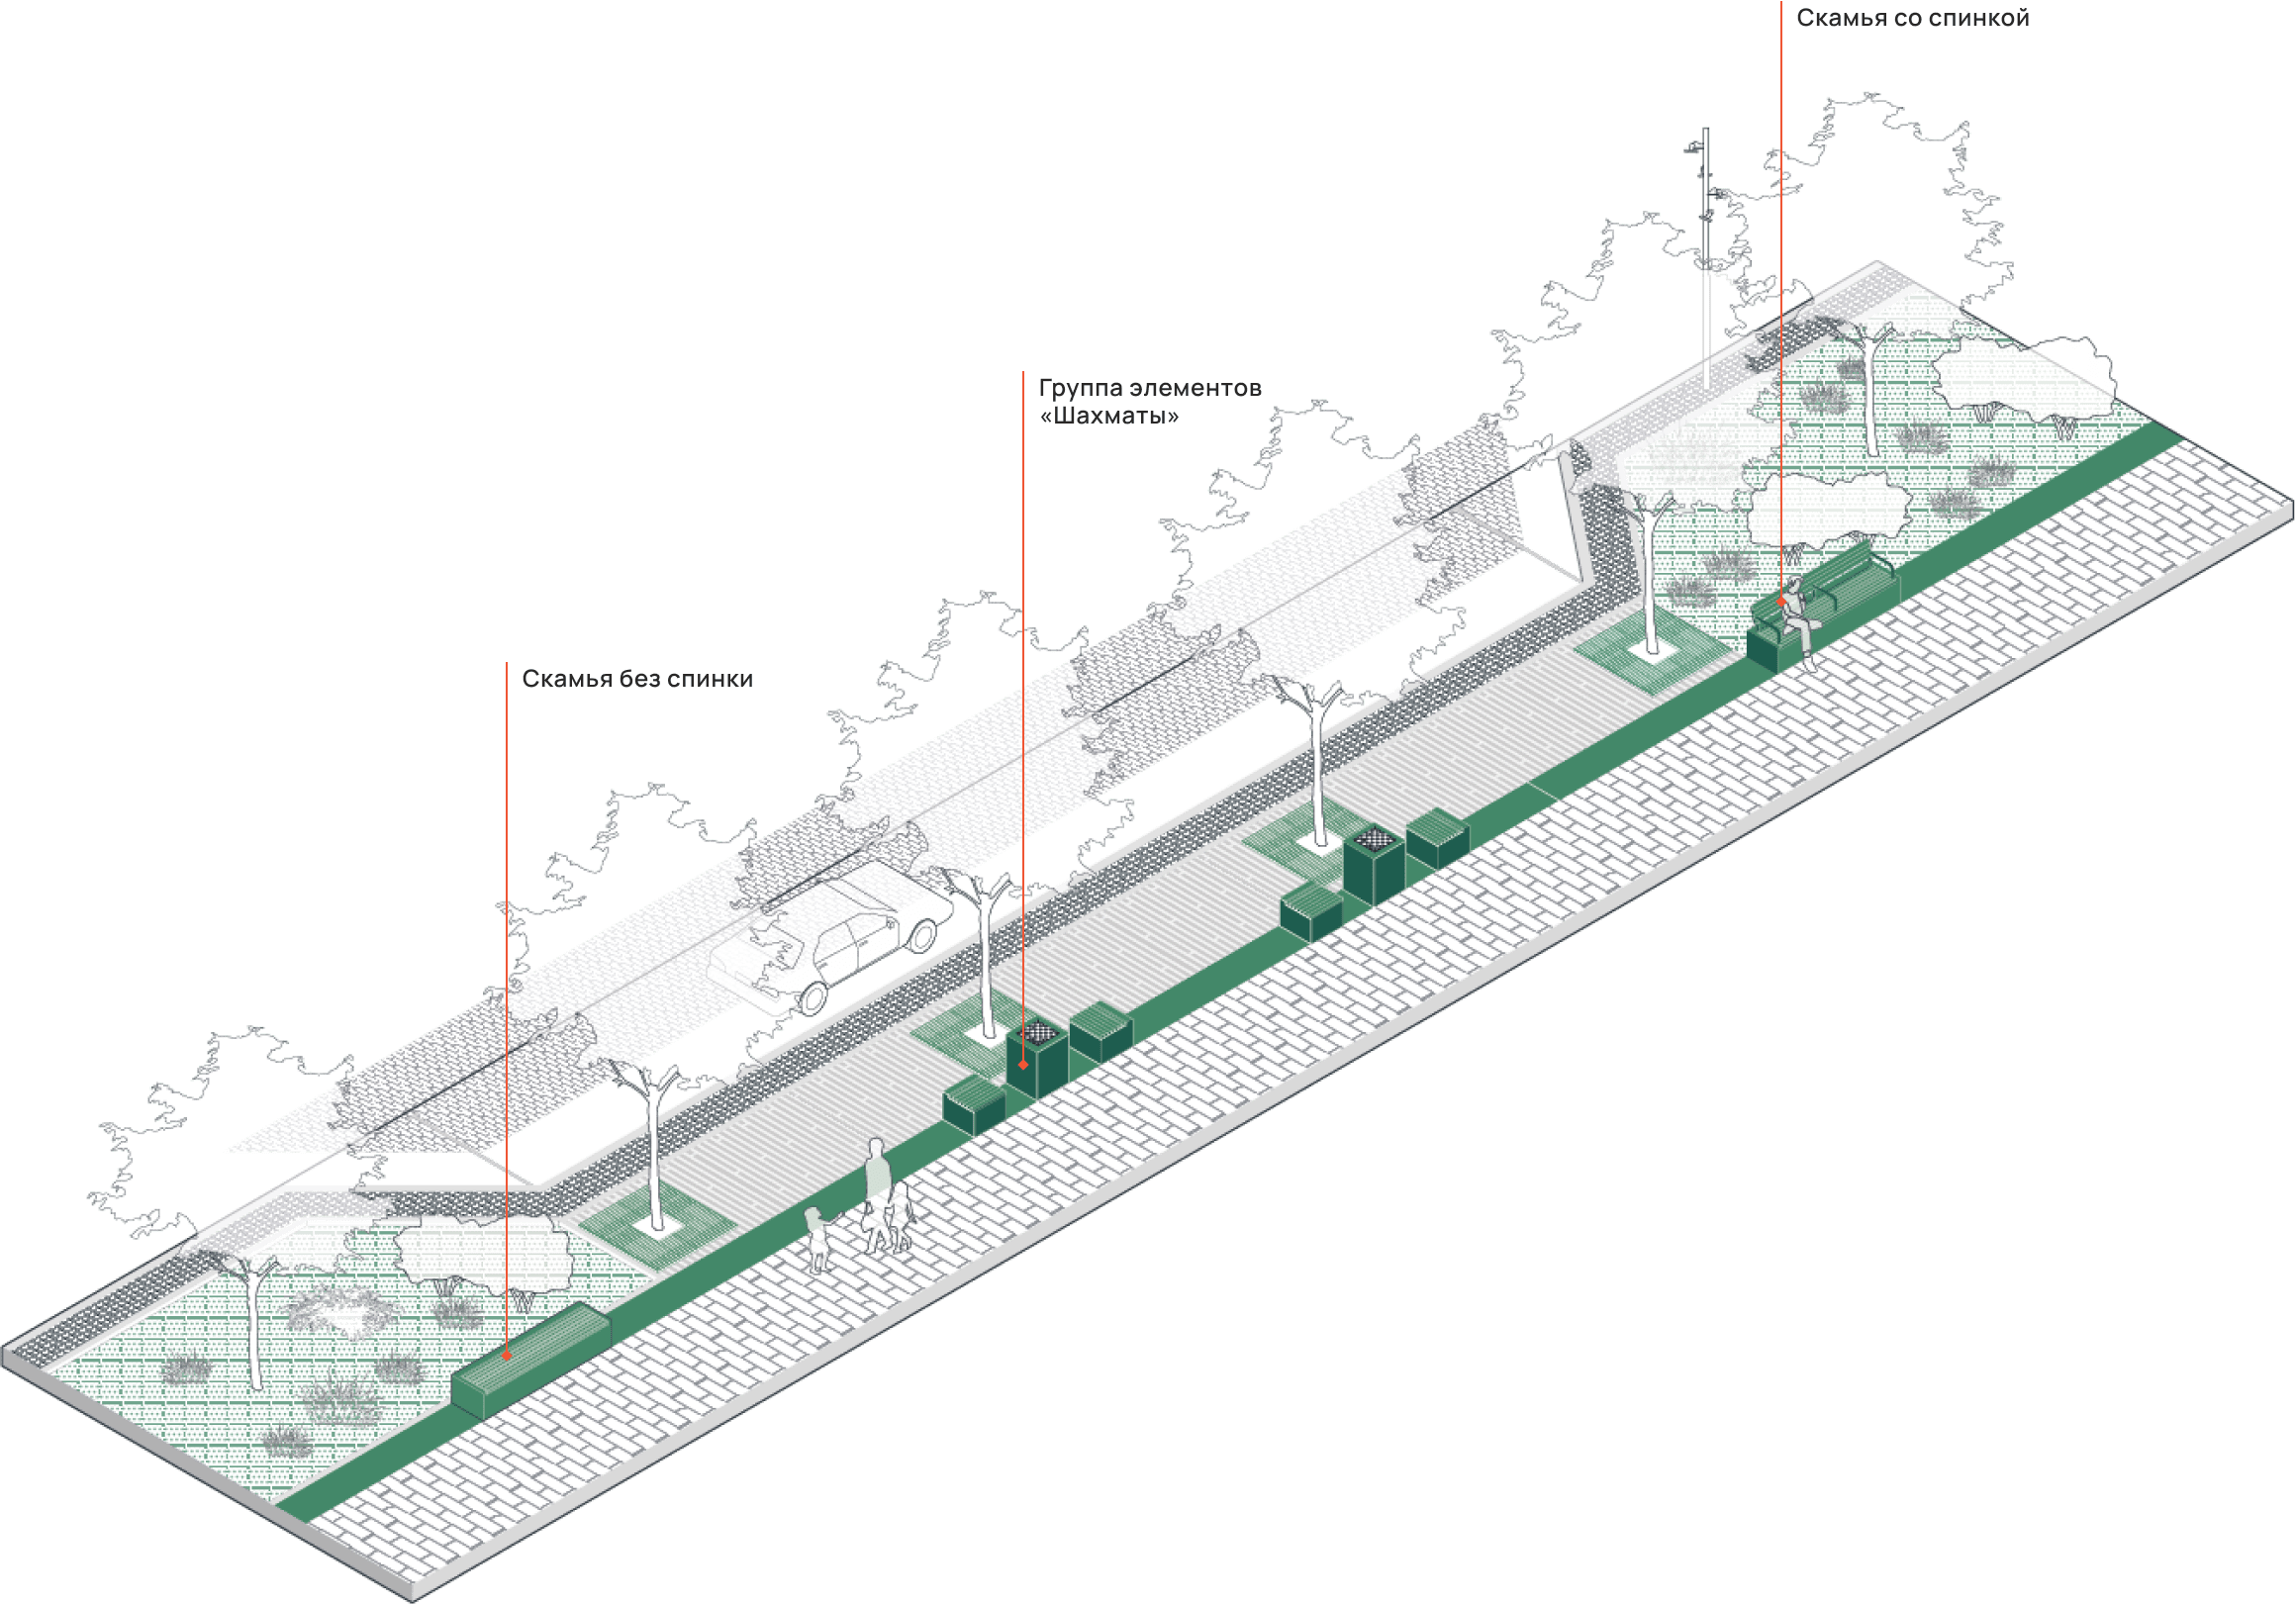 Скамья со спинкой
Группа элементов
«Шахматы»
Скамья без спинки